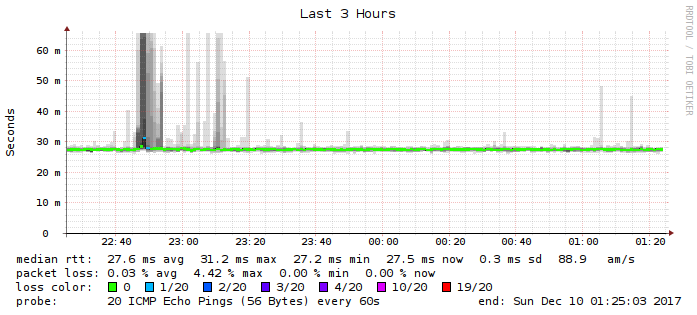 Last 3 Hours
RRDTOOL / TOBI OETIKER
Seconds
60 m
50 m
40 m
30 m
20 m
10 m
0
22:40 23:00 23:20 23:40 00:00 00:20 00:40 01:00 01:20
median rtt: 27.6 ms avg 31.2 ms max 27.2 ms min 27.5 ms now 0.3 ms sd 88.9 am/s
packet loss: 0.03 % avg 4.42 % max 0.00 % min 0.00 % now
loss color: 0 1/20 2/20 3/20 4/20 10/20 19/20
probe: 20 ICMP Echo Pings (56 Bytes) every 60s end: Sun Dec 10 01:25:03 2017